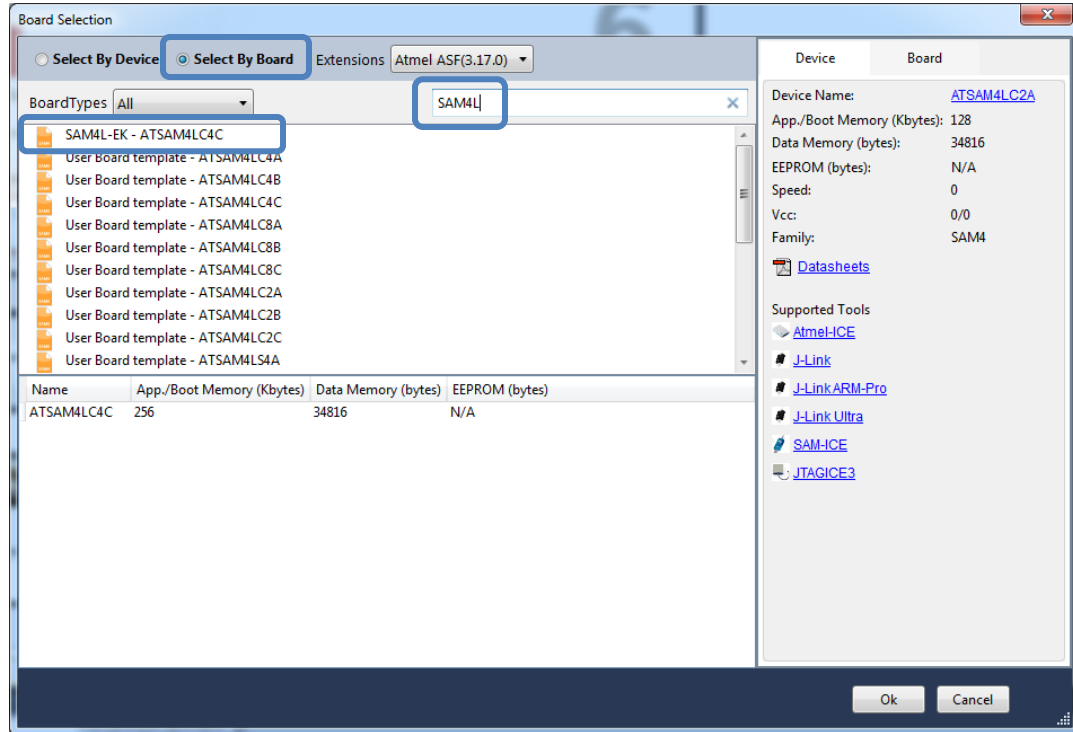 Board Selection
Select By Device Select By Board Extensions Atmel ASF(3.17.0)
BoardTypes All SAM4L
SAM4L-EK - ATSAM4LC4C
User Board template - ATSAM4LC4A
User Board template - ATSAM4LC4B
User Board template - ATSAM4LC4C
User Board template - ATSAM4LC8A
User Board template - ATSAM4LC8B
User Board template - ATSAM4LC8C
User Board template - ATSAM4LC2A
User Board template - ATSAM4LC2B
User Board template - ATSAM4LC2C
User Board template - ATSAM4LS4A
Name App./Boot Memory (Kbytes) Data Memory (bytes) EEPROM (bytes)
ATSAM4LC4C 256 34816 N/A
Device Board
Device Name: ATSAM4LC2A
App./Boot Memory (Kbytes): 128
Data Memory (bytes): 34816
EEPROM (bytes): N/A
Speed: 0
Vcc: 0/0
Family: SAM4
Datasheets
Supported Tools
Atmel-ICE
J-Link
J-Link ARM-Pro
J-Link Ultra
SAM-ICE
JTAGICE3
Ok Cancel